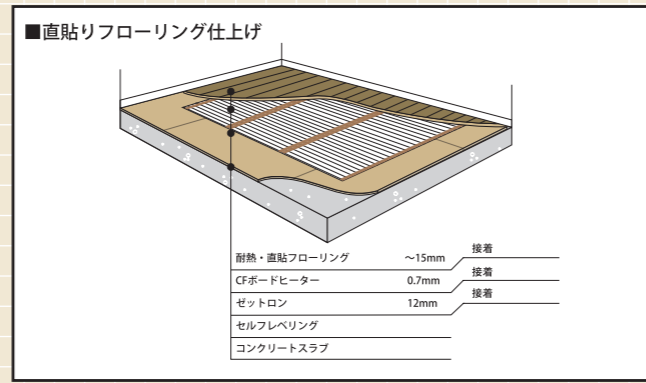 ■直貼りフローリング仕上げ
耐熱・直貼フローリング ～15mm 接着
CFボードヒーター 0.7mm 接着
ゼットロン 12mm 接着
セルフレベリング
コンクリートスラブ